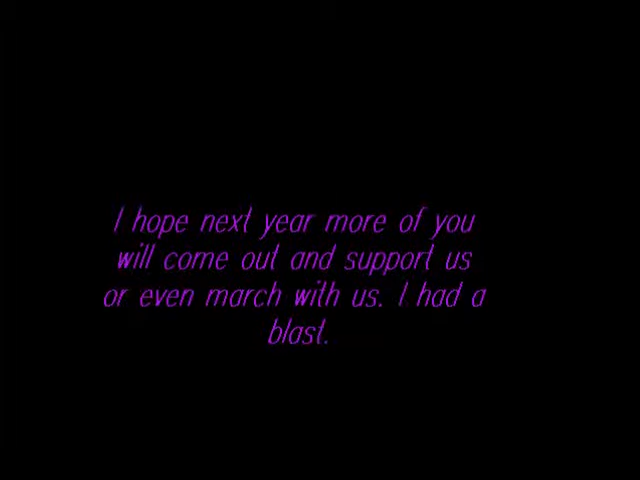 I hope next year more of you
will come out and support us
or even march with us. I had a
blast.